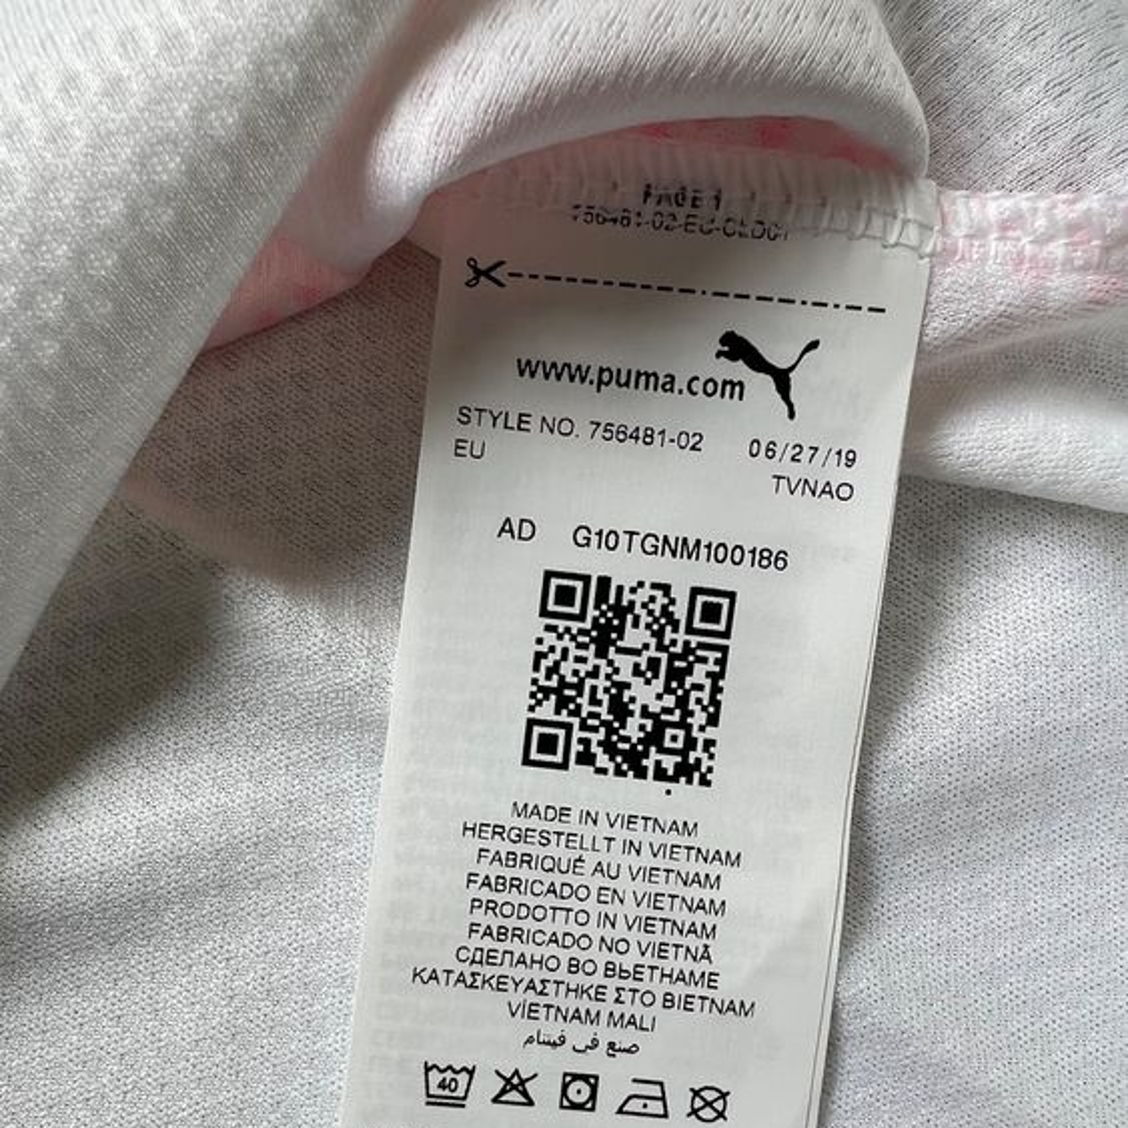 PAGE 1
756481-02-EU-OLD01
www.puma.com
STYLE NO. 756481-02 06/27/19
EU TVNAO
AD G10TGNM100186
MADE IN VIETNAM
HERGESTELLT IN VIETNAM
FABRIQUÉ AU VIETNAM
FABRICADO EN VIETNAM
PRODOTTO IN VIETNAM
FABRICADO NO VIETNÃ
СДЕЛАНО ВО ВЬЕТНАМЕ
ΚΑΤΑΣΚΕΥΑΣΤΗΚΕ ΣΤΟ ΒΙΕΤΝΑΜ
VİETNAM MALI
صنع في فيتنام
40